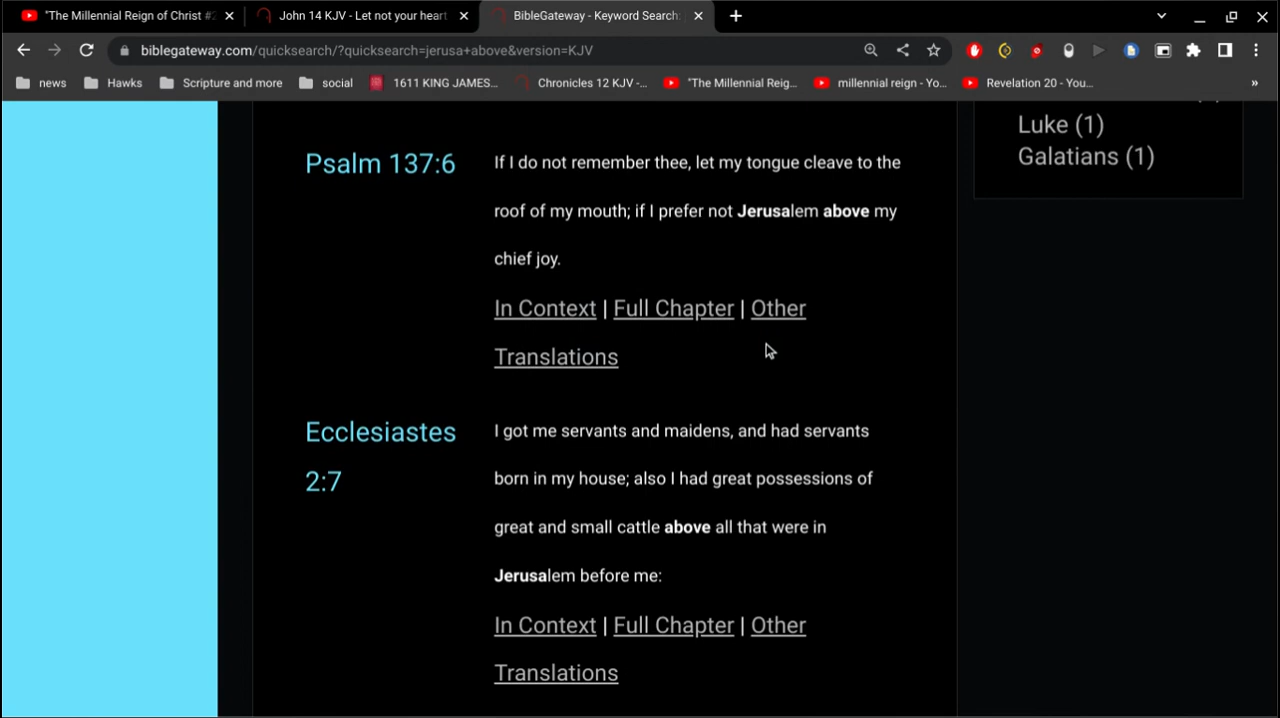 "The Millennial Reign of Christ #2
John 14 KJV - Let not your heart
BibleGateway - Keyword Search:
biblegateway.com/quicksearch/?quicksearch=jerusa+above&version=KJV
news
Hawks
Scripture and more
social
1611 KING JAMES...
Chronicles 12 KJV -...
"The Millennial Reig...
millennial reign - Yo...
Revelation 20 - You...
»
Luke (1)
Galatians (1)
Psalm 137:6
If I do not remember thee, let my tongue cleave to the
roof of my mouth; if I prefer not Jerusalem above my
chief joy.
In Context | Full Chapter | Other
Translations
Ecclesiastes
2:7
I got me servants and maidens, and had servants
born in my house; also I had great possessions of
great and small cattle above all that were in
Jerusalem before me:
In Context | Full Chapter | Other
Translations